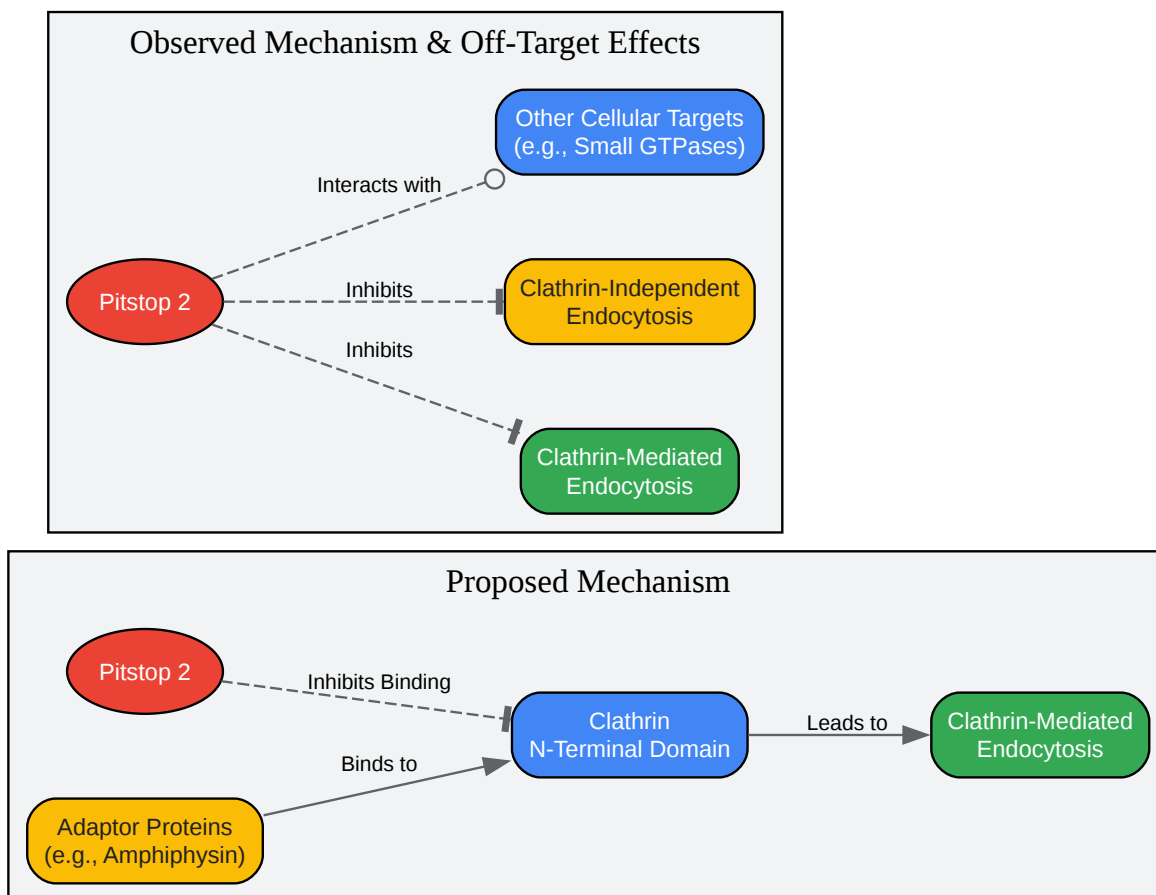 Observed Mechanism & Off-Target Effects
Other Cellular Targets
(e.g., Small GTPases)
Interacts with
Pitstop 2
Inhibits
Clathrin-Independent
Endocytosis
Inhibits
Clathrin-Mediated
Endocytosis
Proposed Mechanism
Pitstop 2
Inhibits Binding
Clathrin
N-Terminal Domain
Leads to
Clathrin-Mediated
Endocytosis
Binds to
Adaptor Proteins
(e.g., Amphiphysin)